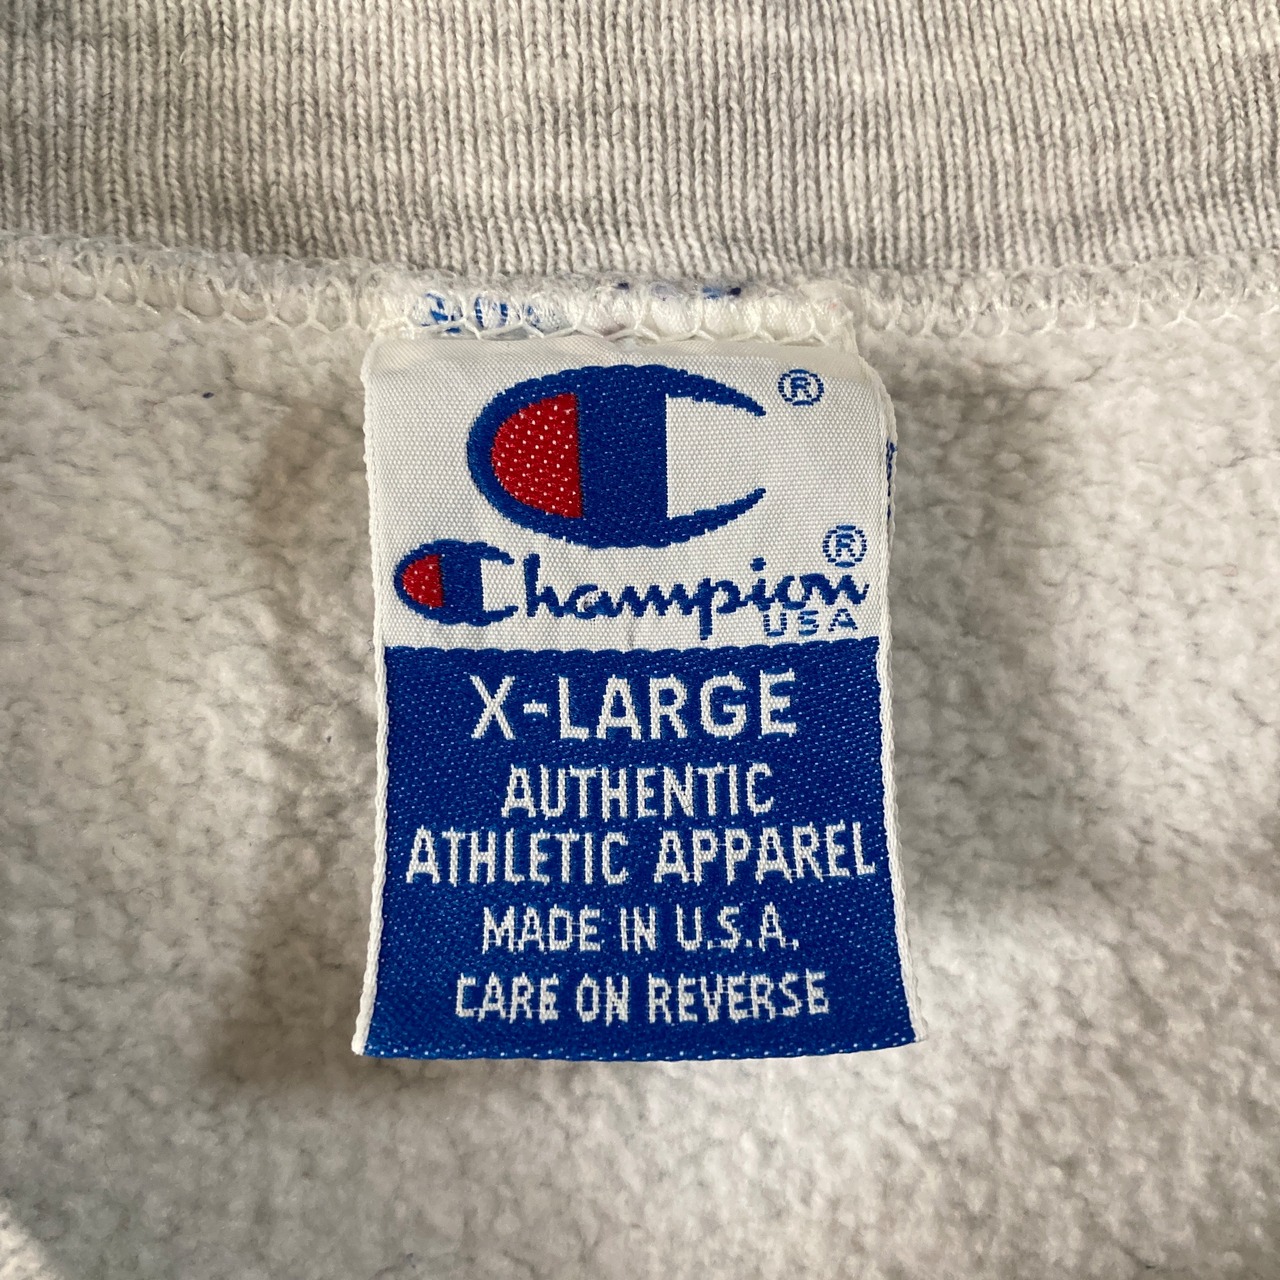 C ®
Champion ®
USA
X-LARGE
AUTHENTIC
ATHLETIC APPAREL
MADE IN U.S.A.
CARE ON REVERSE